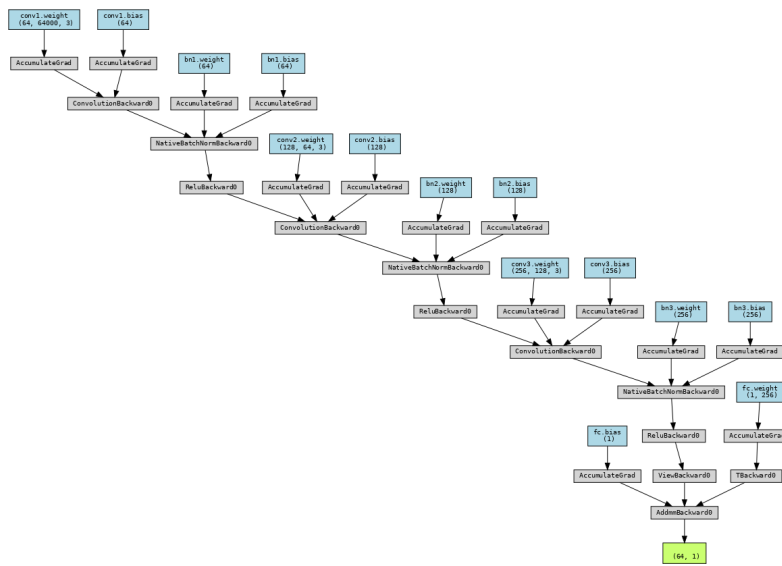 conv1.weight
(64, 64000, 3)
conv1.bias
(64)
AccumulateGrad
AccumulateGrad
bn1.weight
(64)
bn1.bias
(64)
ConvolutionBackward0
AccumulateGrad
AccumulateGrad
NativeBatchNormBackward0
conv2.weight
(128, 64, 3)
conv2.bias
(128)
ReluBackward0
AccumulateGrad
AccumulateGrad
bn2.weight
(128)
bn2.bias
(128)
ConvolutionBackward0
AccumulateGrad
AccumulateGrad
NativeBatchNormBackward0
conv3.weight
(256, 128, 3)
conv3.bias
(256)
ReluBackward0
AccumulateGrad
AccumulateGrad
bn3.weight
(256)
bn3.bias
(256)
ConvolutionBackward0
AccumulateGrad
AccumulateGrad
NativeBatchNormBackward0
fc.weight
(1, 256)
fc.bias
(1)
ReluBackward0
AccumulateGrad
AccumulateGrad
ViewBackward0
TBackward0
AddmmBackward0
(64, 1)